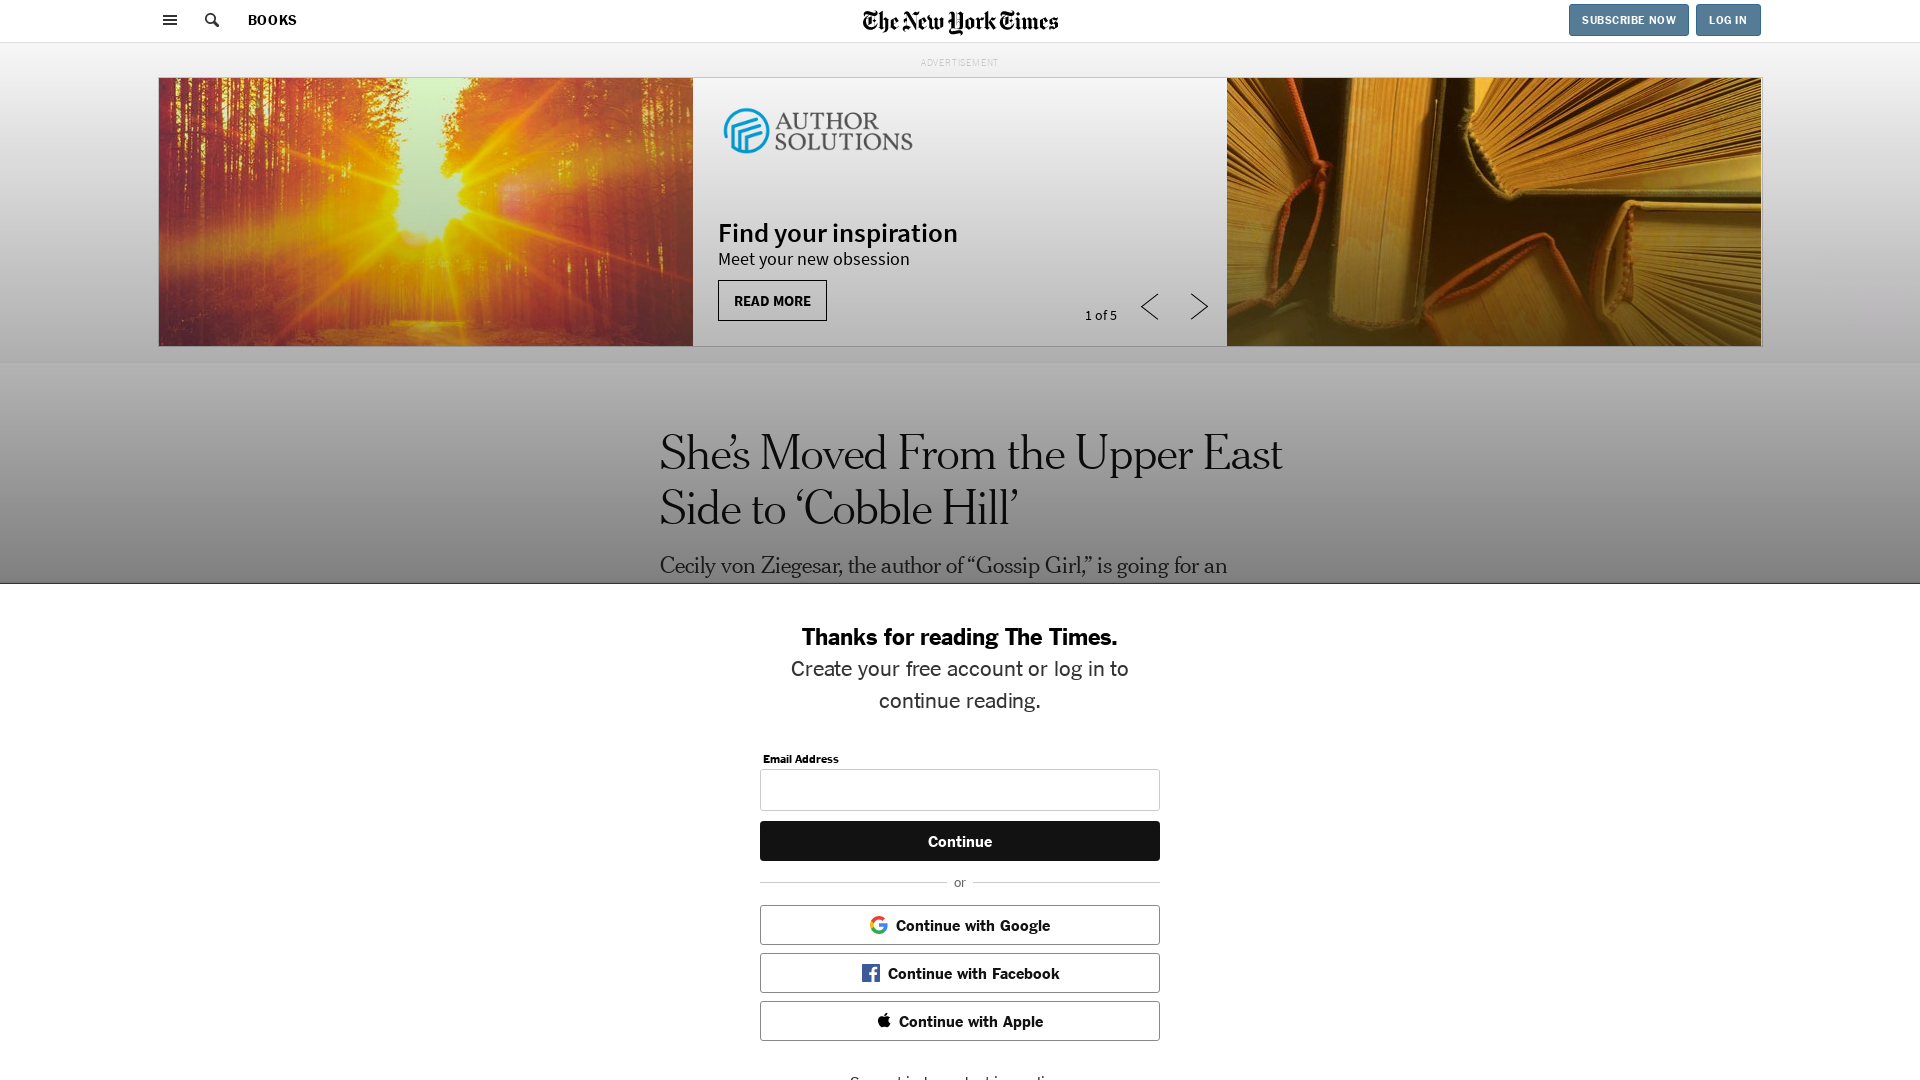 BOOKS
The New York Times
SUBSCRIBE NOW
LOG IN
ADVERTISEMENT
AUTHOR
SOLUTIONS
Find your inspiration
Meet your new obsession
READ MORE
1 of 5
She’s Moved From the Upper East
Side to ‘Cobble Hill’
Cecily von Ziegesar, the author of “Gossip Girl,” is going for an
Thanks for reading The Times.
Create your free account or log in to
continue reading.
Email Address
Continue
or
Continue with Google
Continue with Facebook
Continue with Apple